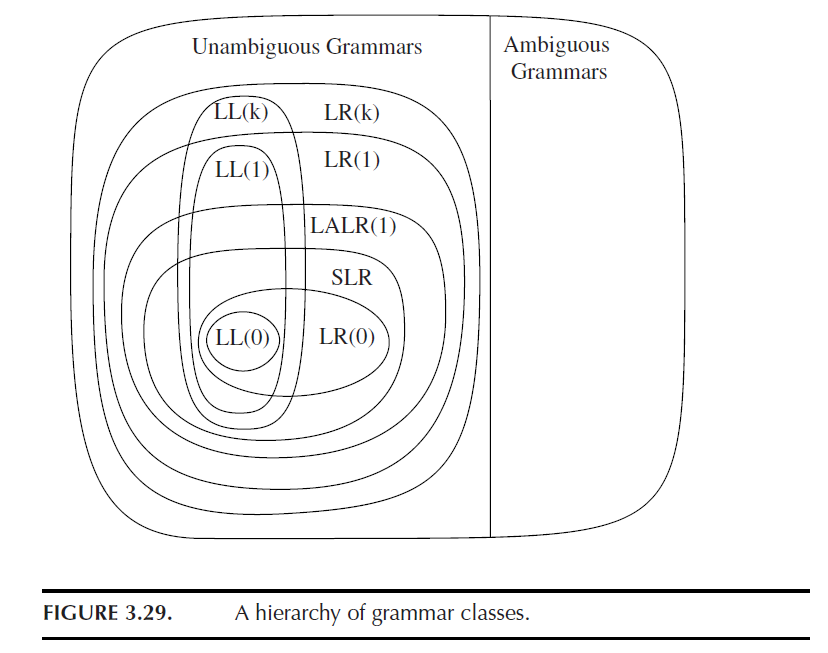 Unambiguous Grammars
Ambiguous
Grammars
LL(k)
LR(k)
LL(1)
LR(1)
LALR(1)
SLR
LL(0)
LR(0)
FIGURE 3.29. A hierarchy of grammar classes.